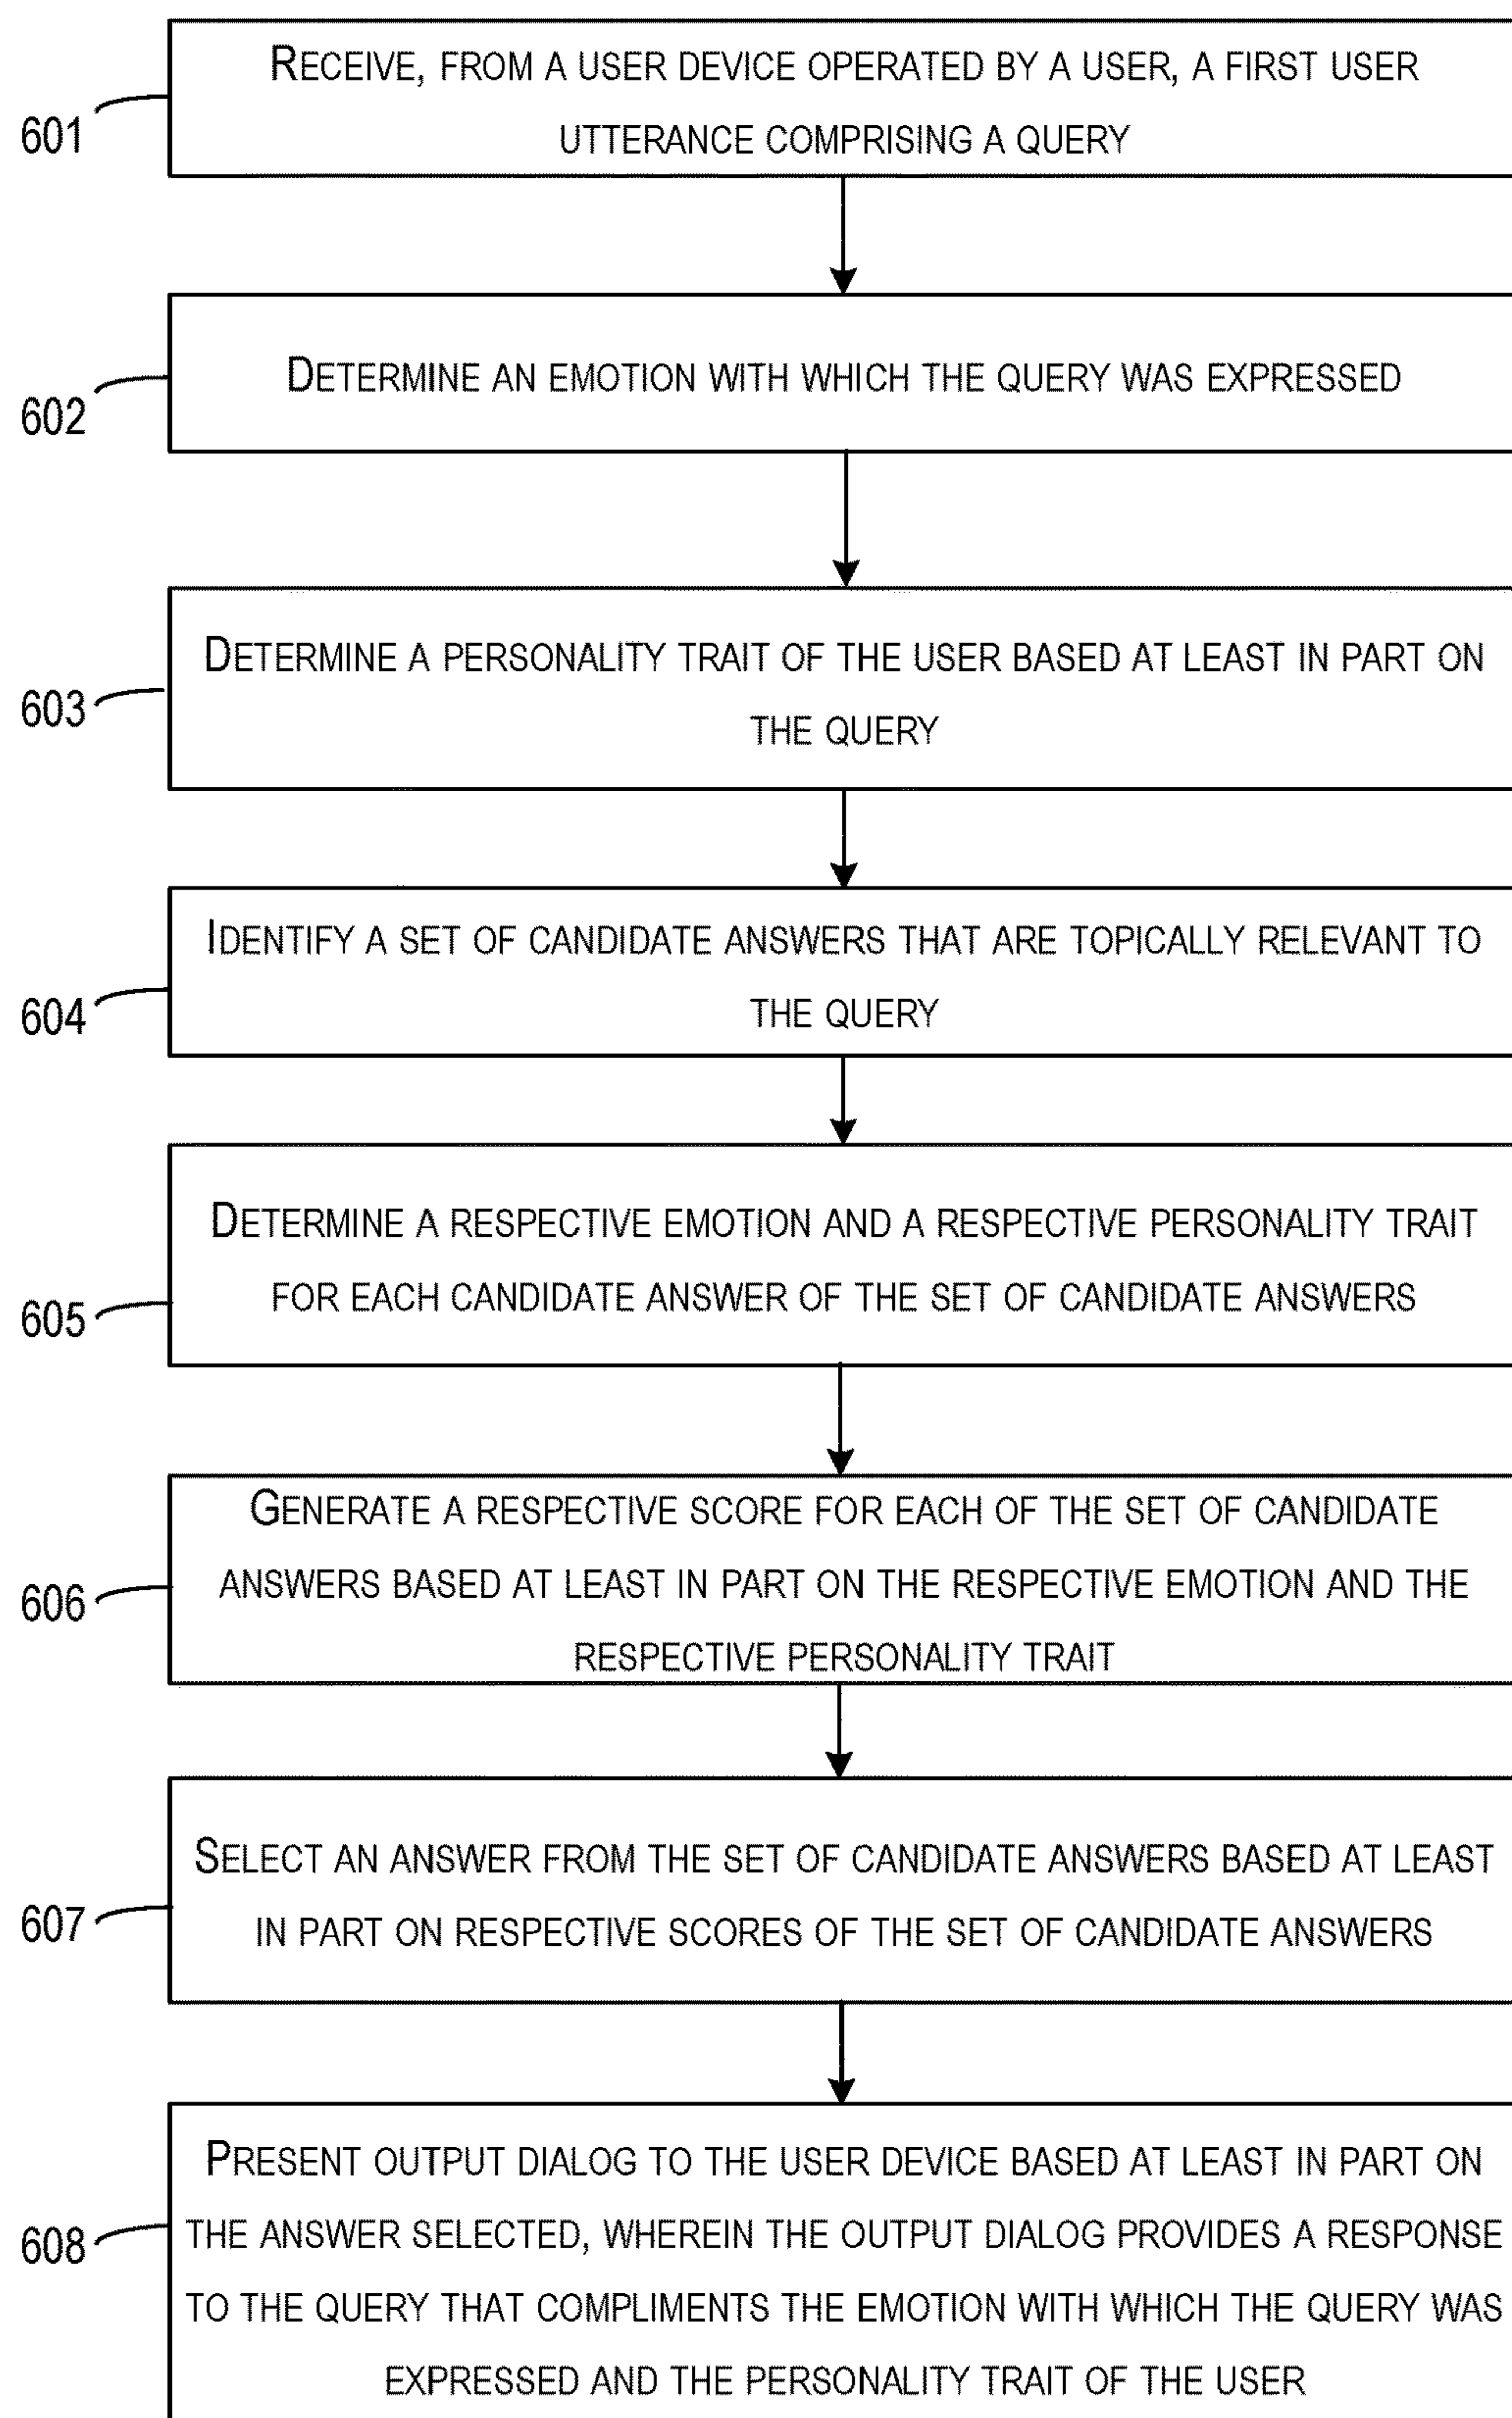 RECEIVE, FROM A USER DEVICE OPERATED BY A USER, A FIRST USER
UTTERANCE COMPRISING A QUERY
601
DETERMINE AN EMOTION WITH WHICH THE QUERY WAS EXPRESSED
602
DETERMINE A PERSONALITY TRAIT OF THE USER BASED AT LEAST IN PART ON
THE QUERY
603
IDENTIFY A SET OF CANDIDATE ANSWERS THAT ARE TOPICALLY RELEVANT TO
THE QUERY
604
DETERMINE A RESPECTIVE EMOTION AND A RESPECTIVE PERSONALITY TRAIT
FOR EACH CANDIDATE ANSWER OF THE SET OF CANDIDATE ANSWERS
605
GENERATE A RESPECTIVE SCORE FOR EACH OF THE SET OF CANDIDATE
ANSWERS BASED AT LEAST IN PART ON THE RESPECTIVE EMOTION AND THE
RESPECTIVE PERSONALITY TRAIT
606
SELECT AN ANSWER FROM THE SET OF CANDIDATE ANSWERS BASED AT LEAST
IN PART ON RESPECTIVE SCORES OF THE SET OF CANDIDATE ANSWERS
607
PRESENT OUTPUT DIALOG TO THE USER DEVICE BASED AT LEAST IN PART ON
THE ANSWER SELECTED, WHEREIN THE OUTPUT DIALOG PROVIDES A RESPONSE
TO THE QUERY THAT COMPLIMENTS THE EMOTION WITH WHICH THE QUERY WAS
EXPRESSED AND THE PERSONALITY TRAIT OF THE USER
608